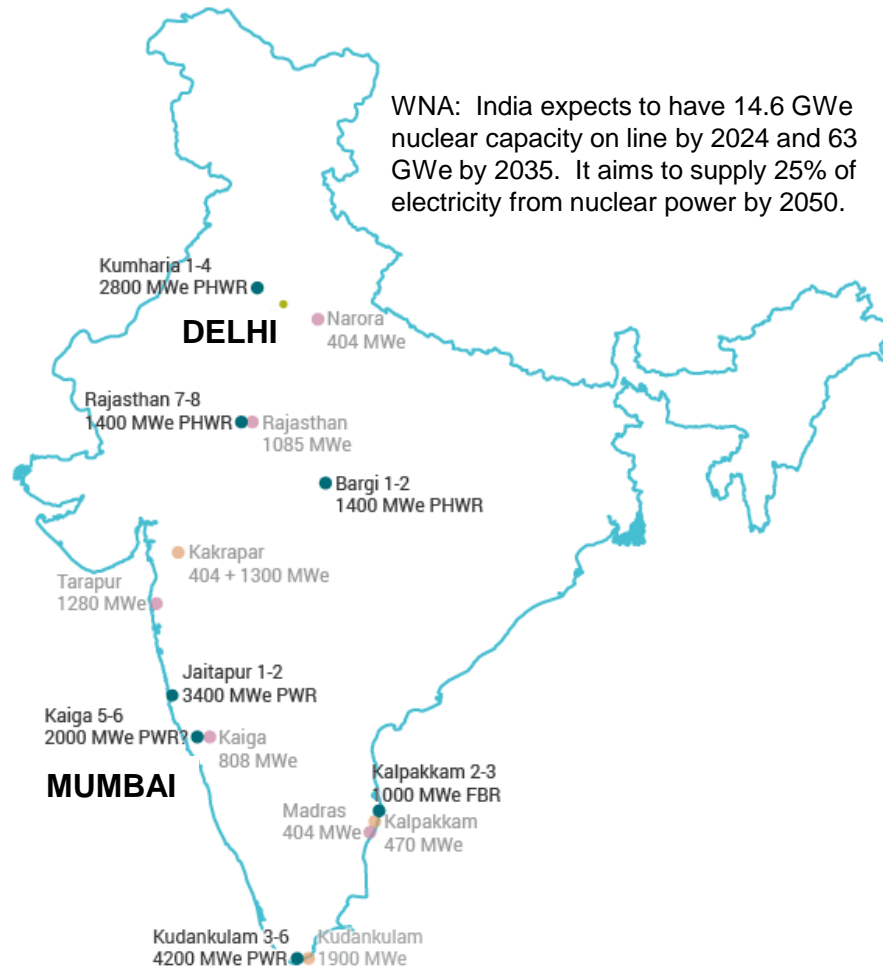 WNA: India expects to have 14.6 GWe
nuclear capacity on line by 2024 and 63
GWe by 2035. It aims to supply 25% of
electricity from nuclear power by 2050.
Kumharia 1-4
2800 MWe PHWR
DELHI
Narora
404 MWe
Rajasthan 7-8
1400 MWe PHWR
Rajasthan
1085 MWe
Bargi 1-2
1400 MWe PHWR
Kakrapar
404 + 1300 MWe
Tarapur
1280 MWe
Jaitapur 1-2
3400 MWe PWR
Kaiga 5-6
2000 MWe PWR?
Kaiga
808 MWe
MUMBAI
Kalpakkam 2-3
1000 MWe FBR
Madras
404 MWe
Kalpakkam
470 MWe
Kudankulam 3-6
4200 MWe PWR
Kudankulam
1900 MWe